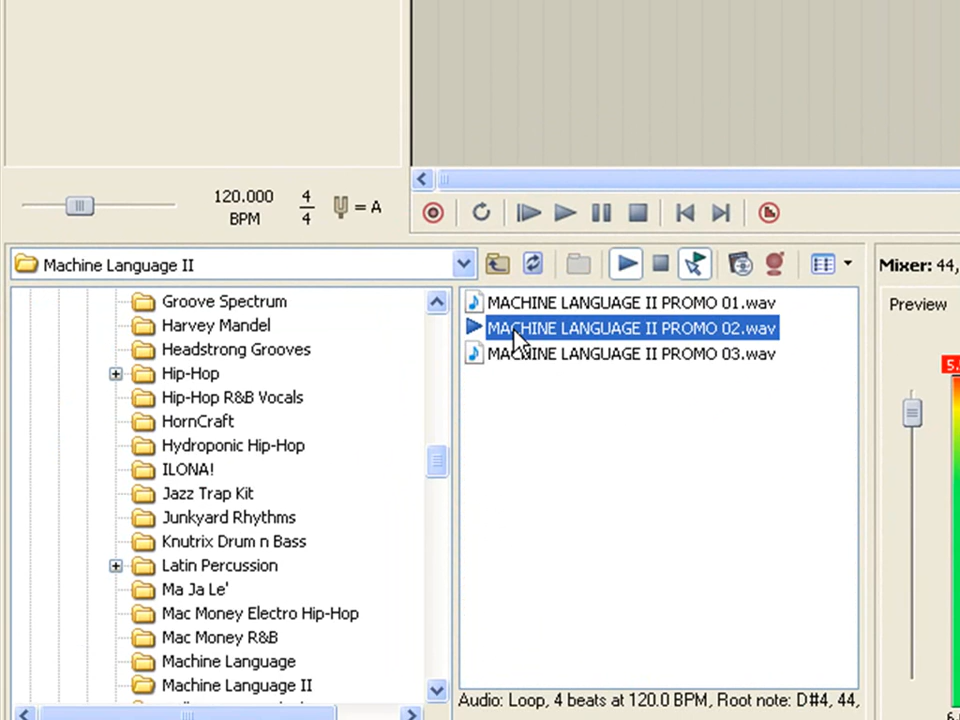 120.000
BPM
4
4
= A
Machine Language II
Mixer: 44,
Preview
5.
Groove Spectrum
Harvey Mandel
Headstrong Grooves
Hip-Hop
Hip-Hop R&B Vocals
HornCraft
Hydroponic Hip-Hop
ILONA!
Jazz Trap Kit
Junkyard Rhythms
Knutrix Drum n Bass
Latin Percussion
Ma Ja Le'
Mac Money Electro Hip-Hop
Mac Money R&B
Machine Language
Machine Language II
MACHINE LANGUAGE II PROMO 01.wav
MACHINE LANGUAGE II PROMO 02.wav
MACHINE LANGUAGE II PROMO 03.wav
Audio: Loop, 4 beats at 120.0 BPM, Root note: D#4, 44,